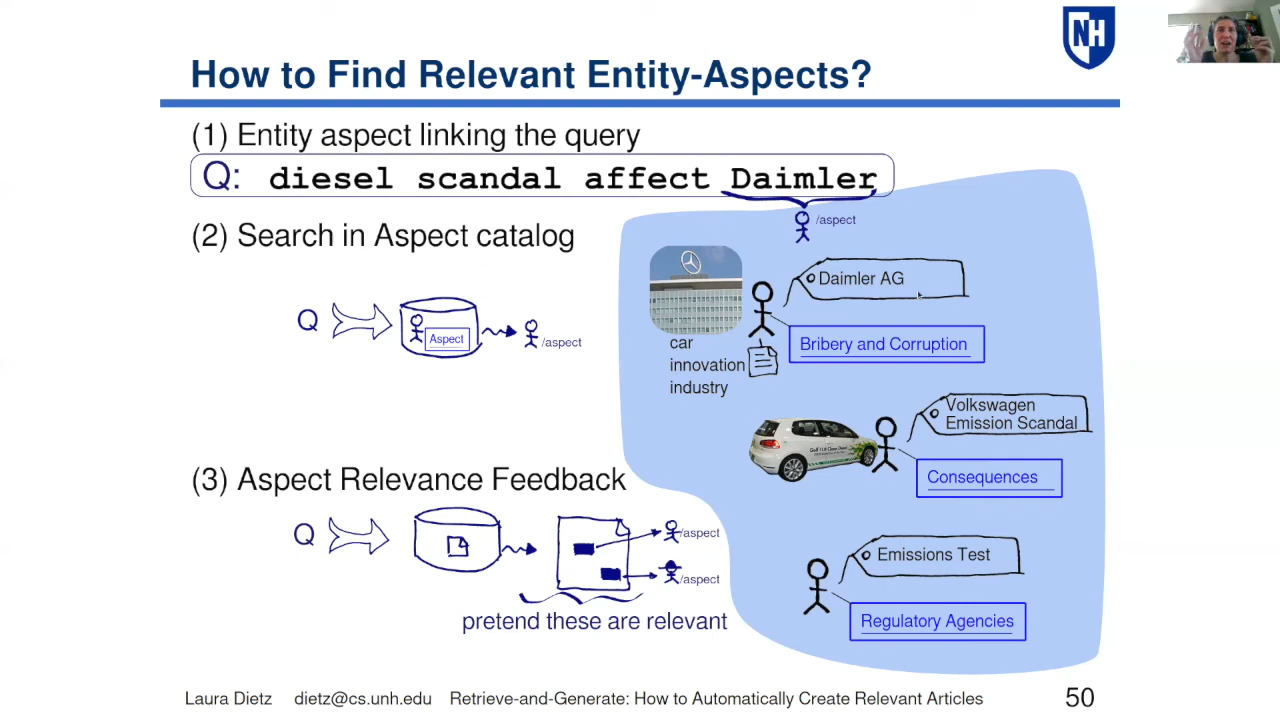 NH
How to Find Relevant Entity-Aspects?
(1) Entity aspect linking the query
Q: diesel scandal affect Daimler
/aspect
(2) Search in Aspect catalog
Q
Aspect
/aspect
Daimler AG
Bribery and Corruption
car
innovation
industry
Volkswagen
Emission Scandal
Consequences
(3) Aspect Relevance Feedback
Q
/aspect
/aspect
pretend these are relevant
Emissions Test
Regulatory Agencies
Laura Dietz dietz@cs.unh.edu Retrieve-and-Generate: How to Automatically Create Relevant Articles 50